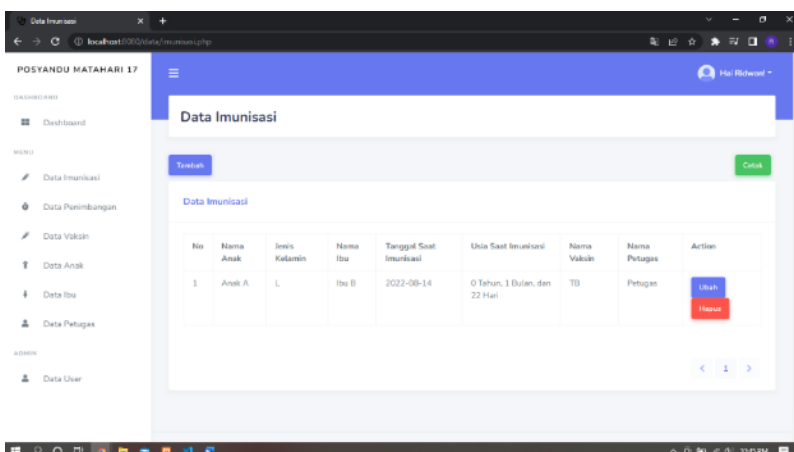 Data Imunisasi
localhost:8080/data/imunisasi.php
POSYANDU MATAHARI 17
Hai Ridwan!
DASHBOARD
Dashboard
MENU
Data Imunisasi
Data Penimbangan
Data Vaksin
Data Anak
Data Ibu
Data Petugas
ADMIN
Data User
Data Imunisasi
Tambah
Cetak
Data Imunisasi
No Nama Anak Jenis Kelamin Nama Ibu Tanggal Saat Imunisasi Usia Saat Imunisasi Nama Vaksin Nama Petugas Action
1 Anak A L Ibu B 2022-08-14 0 Tahun, 1 Bulan, dan 22 Hari TB Petugas Ubah
Hapus
< 1 >